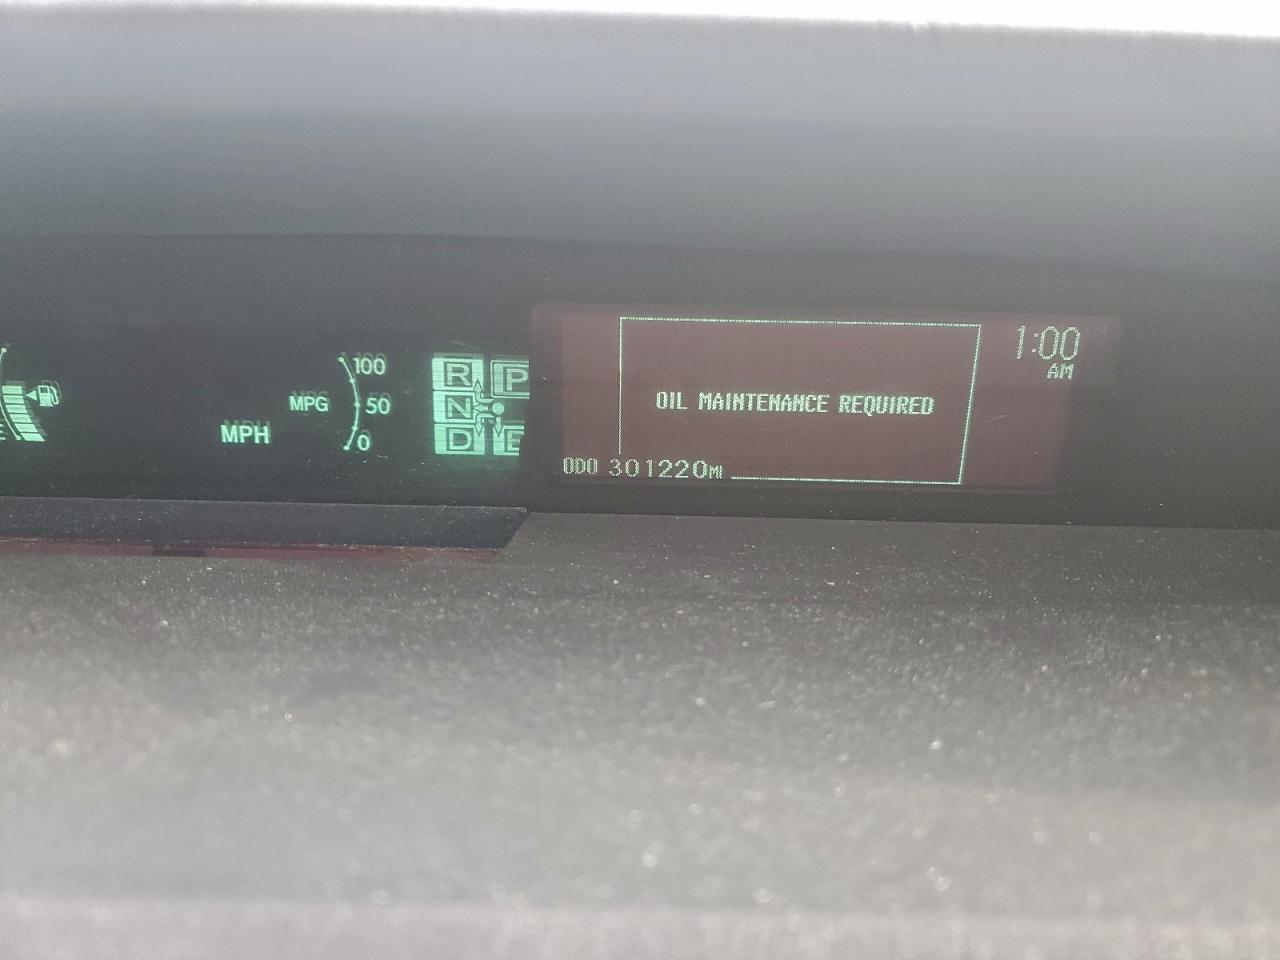 E
MPH
MPG
100
50
0
R P
N
D B
1:00
AM
OIL MAINTENANCE REQUIRED
ODO 301220MI